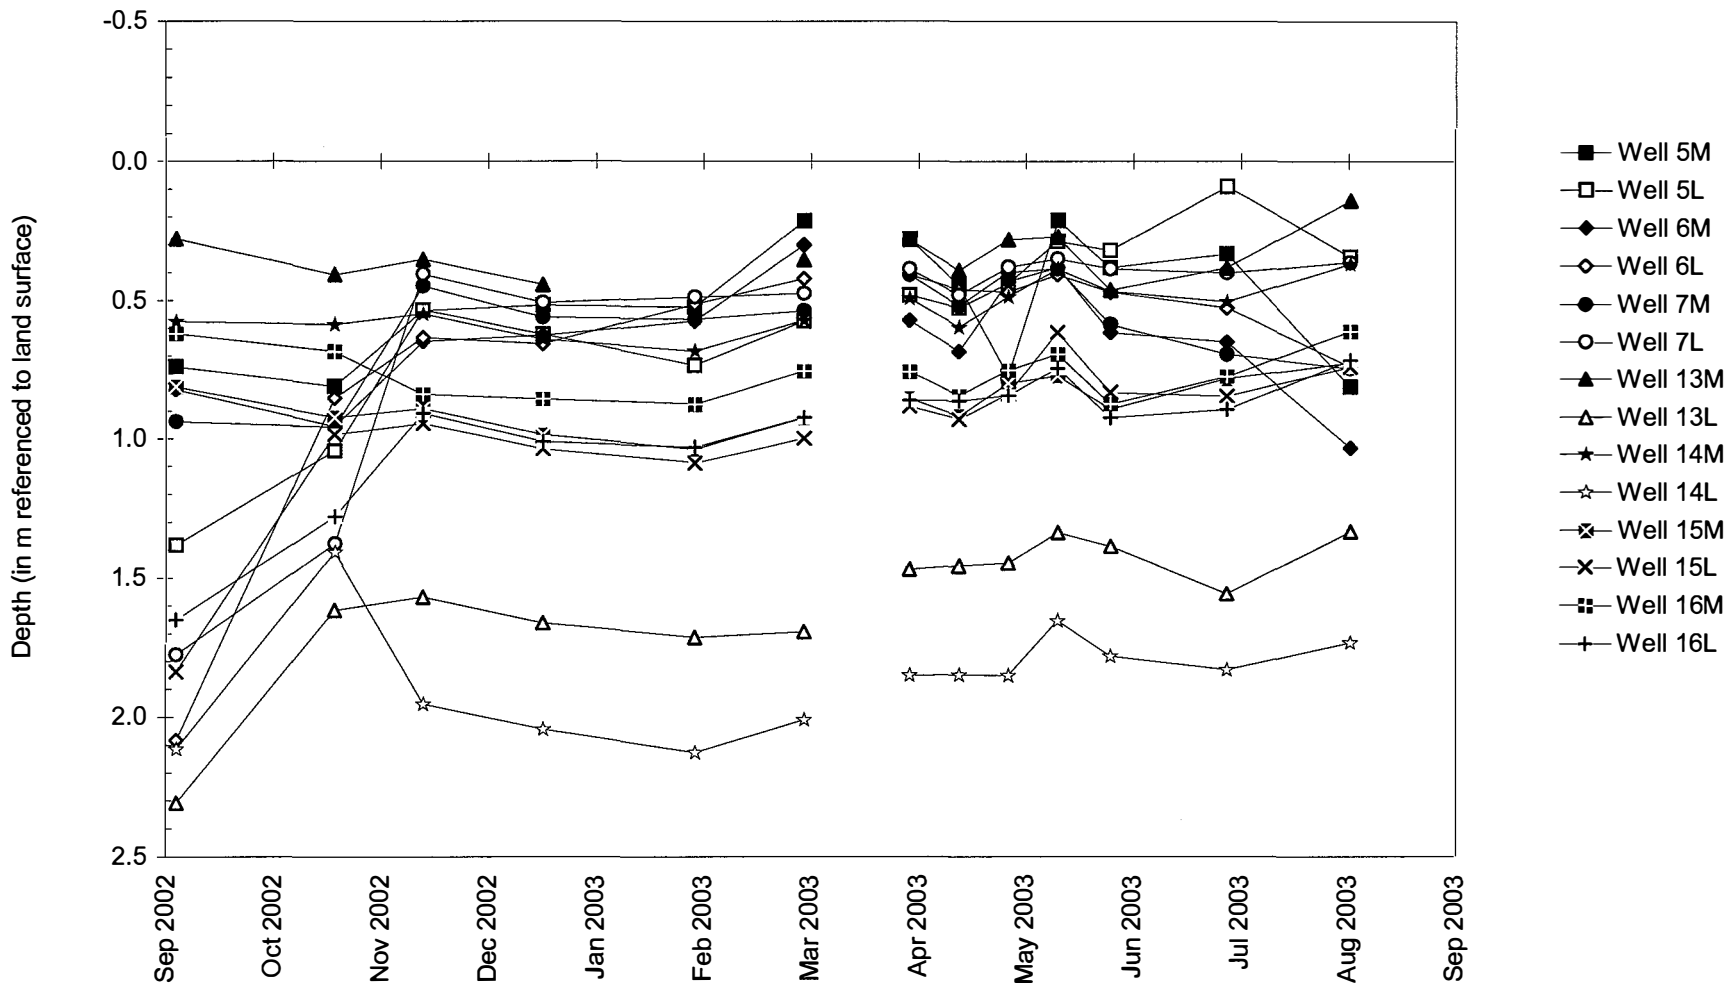 Depth (in m referenced to land surface)
-0.5
0.0
0.5
1.0
1.5
2.0
2.5
Sep 2002
Oct 2002
Nov 2002
Dec 2002
Jan 2003
Feb 2003
Mar 2003
Apr 2003
May 2003
Jun 2003
Jul 2003
Aug 2003
Sep 2003
Well 5M
Well 5L
Well 6M
Well 6L
Well 7M
Well 7L
Well 13M
Well 13L
Well 14M
Well 14L
Well 15M
Well 15L
Well 16M
Well 16L